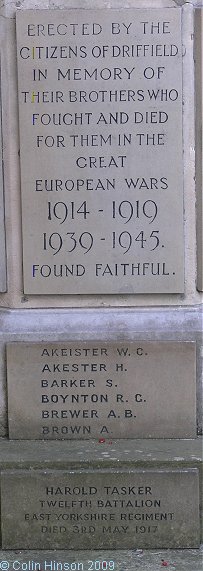 ERECTED BY THE
CITIZENS OF DRIFFIELD
IN MEMORY OF
THEIR BROTHERS WHO
FOUGHT AND DIED
FOR THEM IN THE
GREAT
EUROPEAN WARS
1914 - 1919
1939 - 1945.
FOUND FAITHFUL.
AKEISTER W. C.
AKESTER H.
BARKER S.
BOYNTON R. G.
BREWER A. B.
BROWN A.
HAROLD TASKER
TWELFTH BATTALION
EAST YORKSHIRE REGIMENT
DIED 3RD MAY 1917
©Colin Hinson 2009